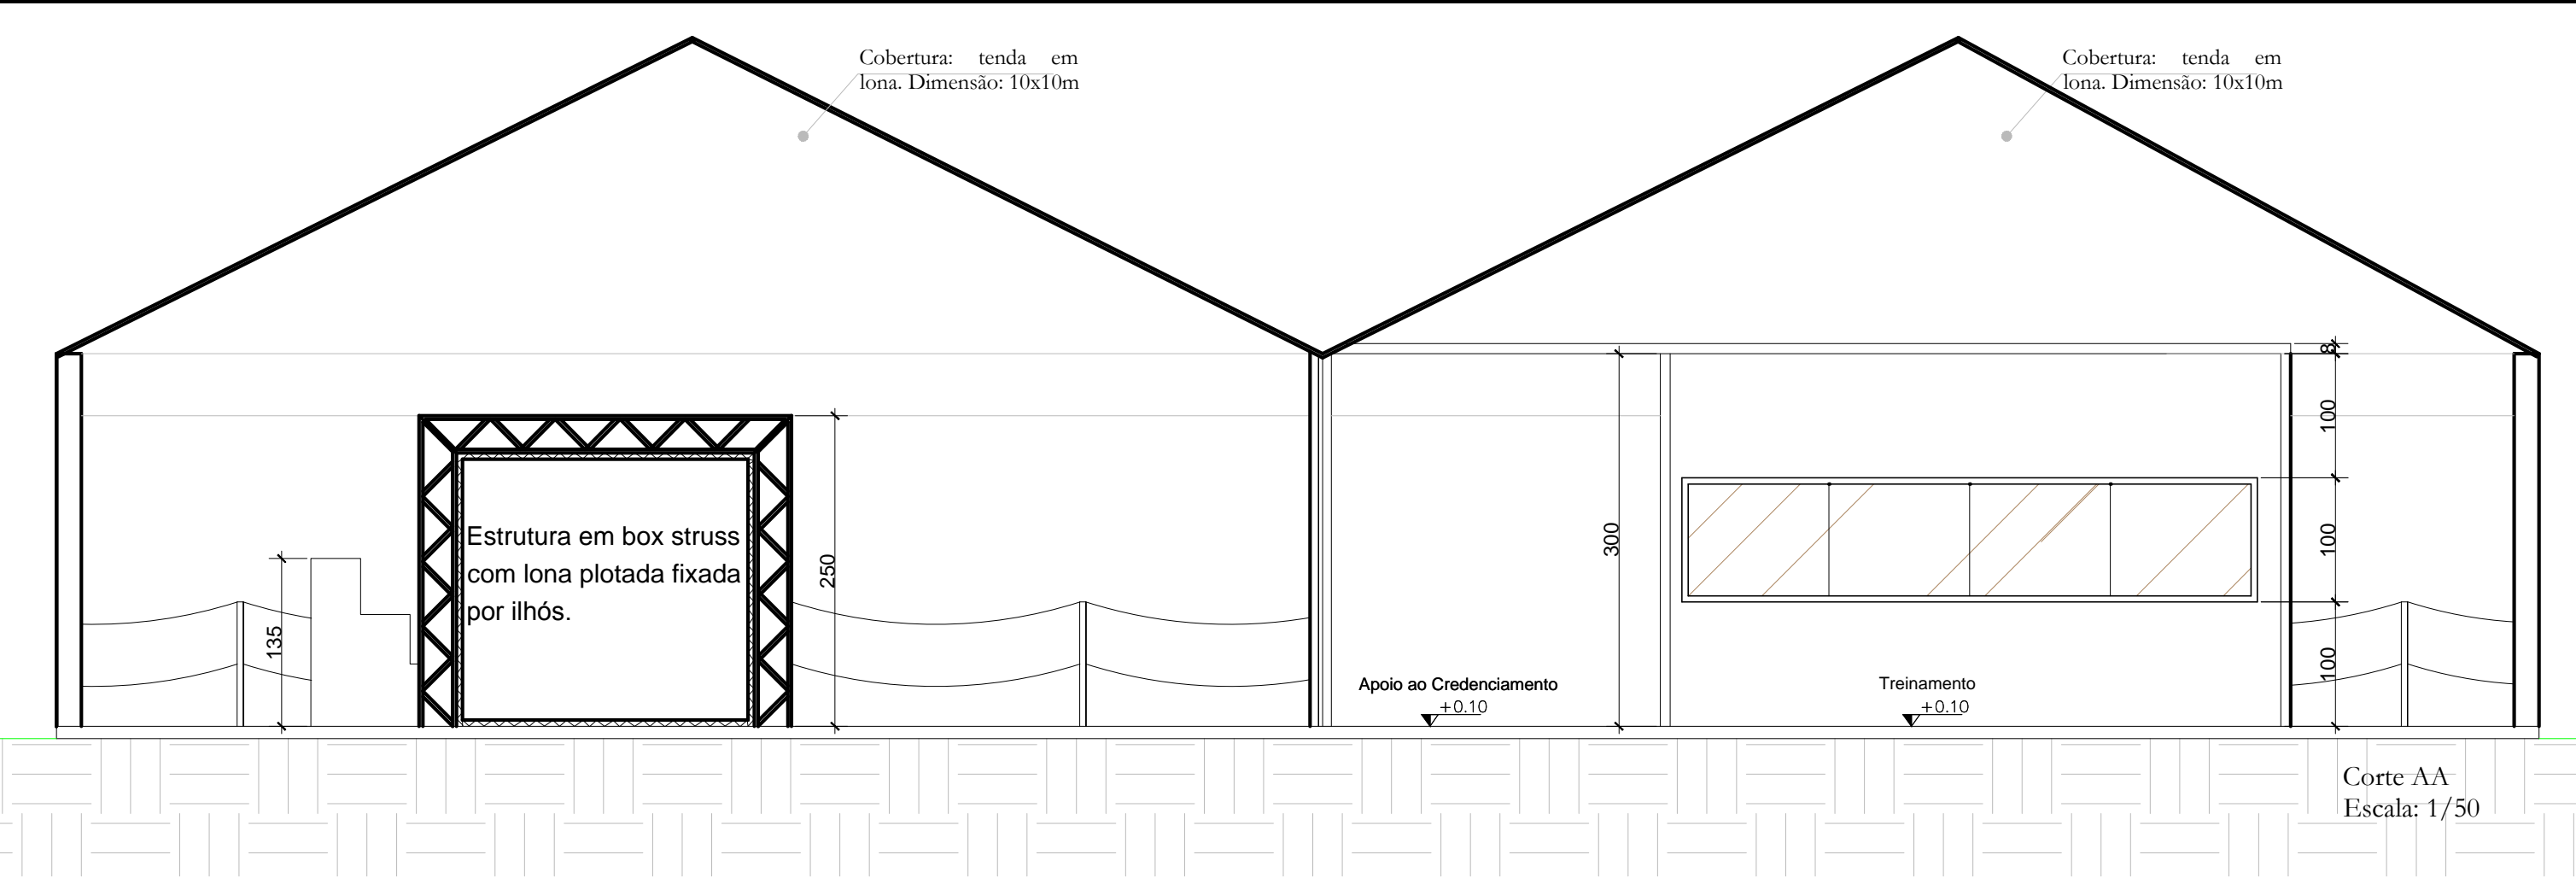 Cobertura: tenda em
lona. Dimensão: 10x10m
Cobertura: tenda em
lona. Dimensão: 10x10m
8
100
Estrutura em box struss
com lona plotada fixada
por ilhós.
250
300
100
135
100
Apoio ao Credenciamento
+0.10
Treinamento
+0.10
Corte AA
Escala: 1/50